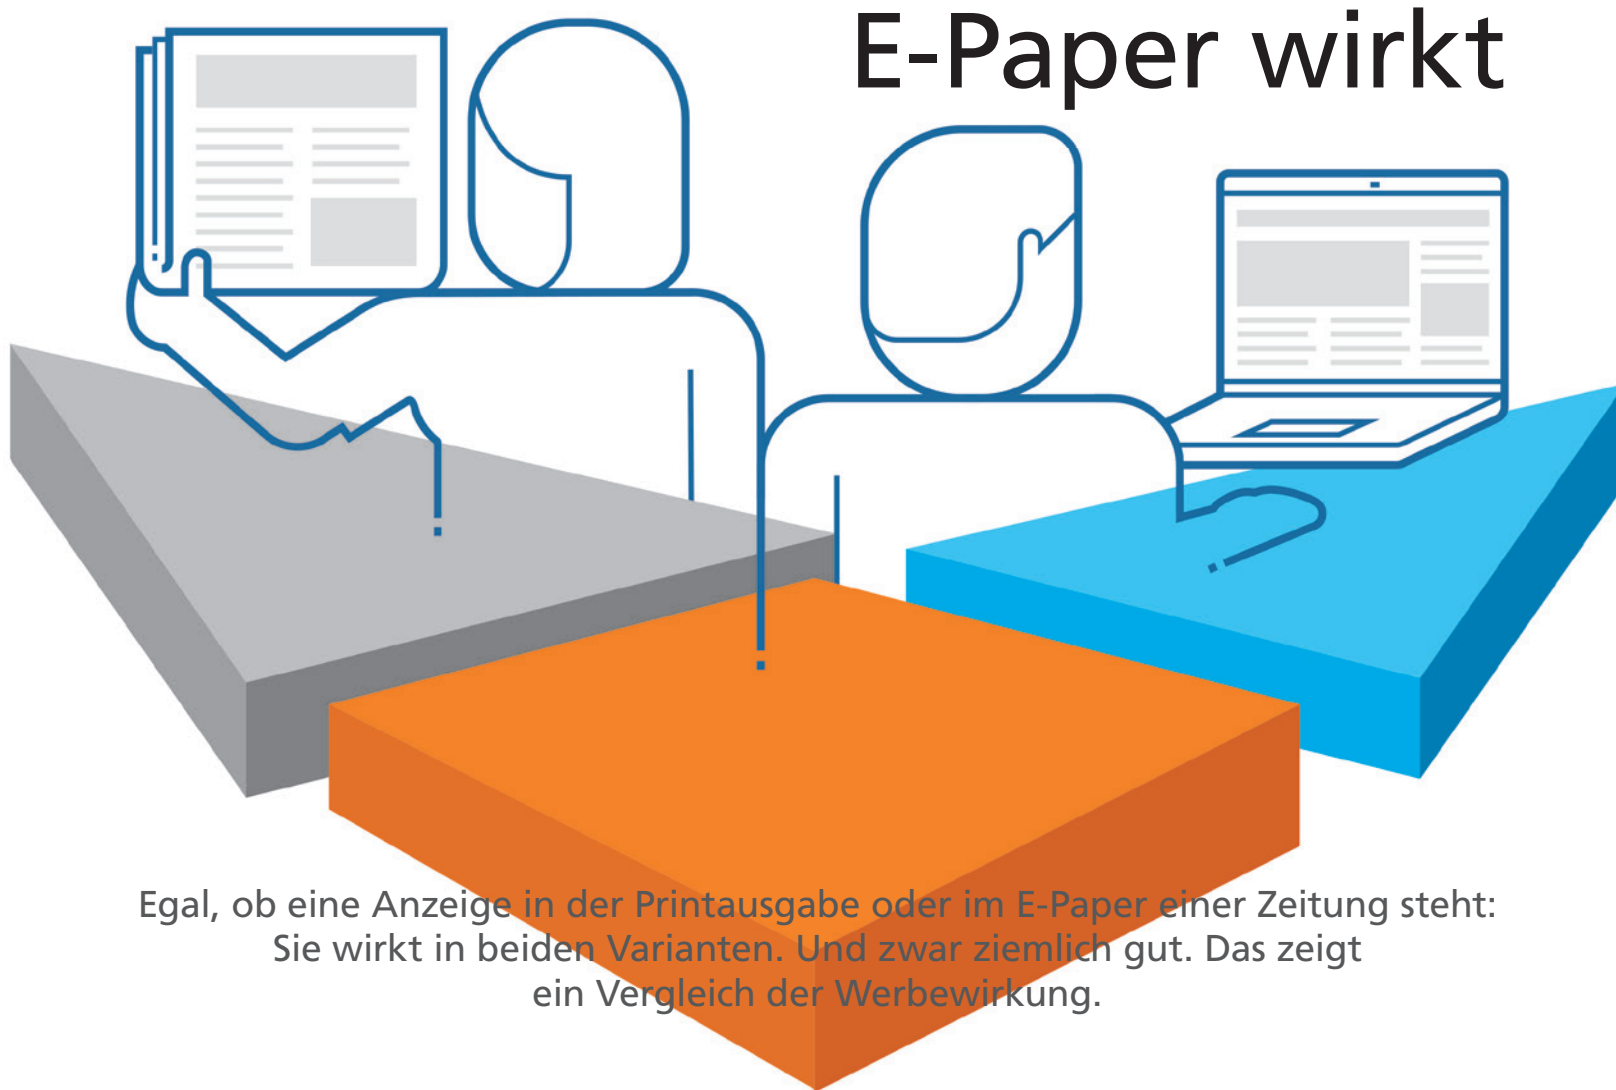 E-Paper wirkt
Egal, ob eine Anzeige in der Printausgabe oder im E-Paper einer Zeitung steht:
Sie wirkt in beiden Varianten. Und zwar ziemlich gut. Das zeigt
ein Vergleich der Werbewirkung.